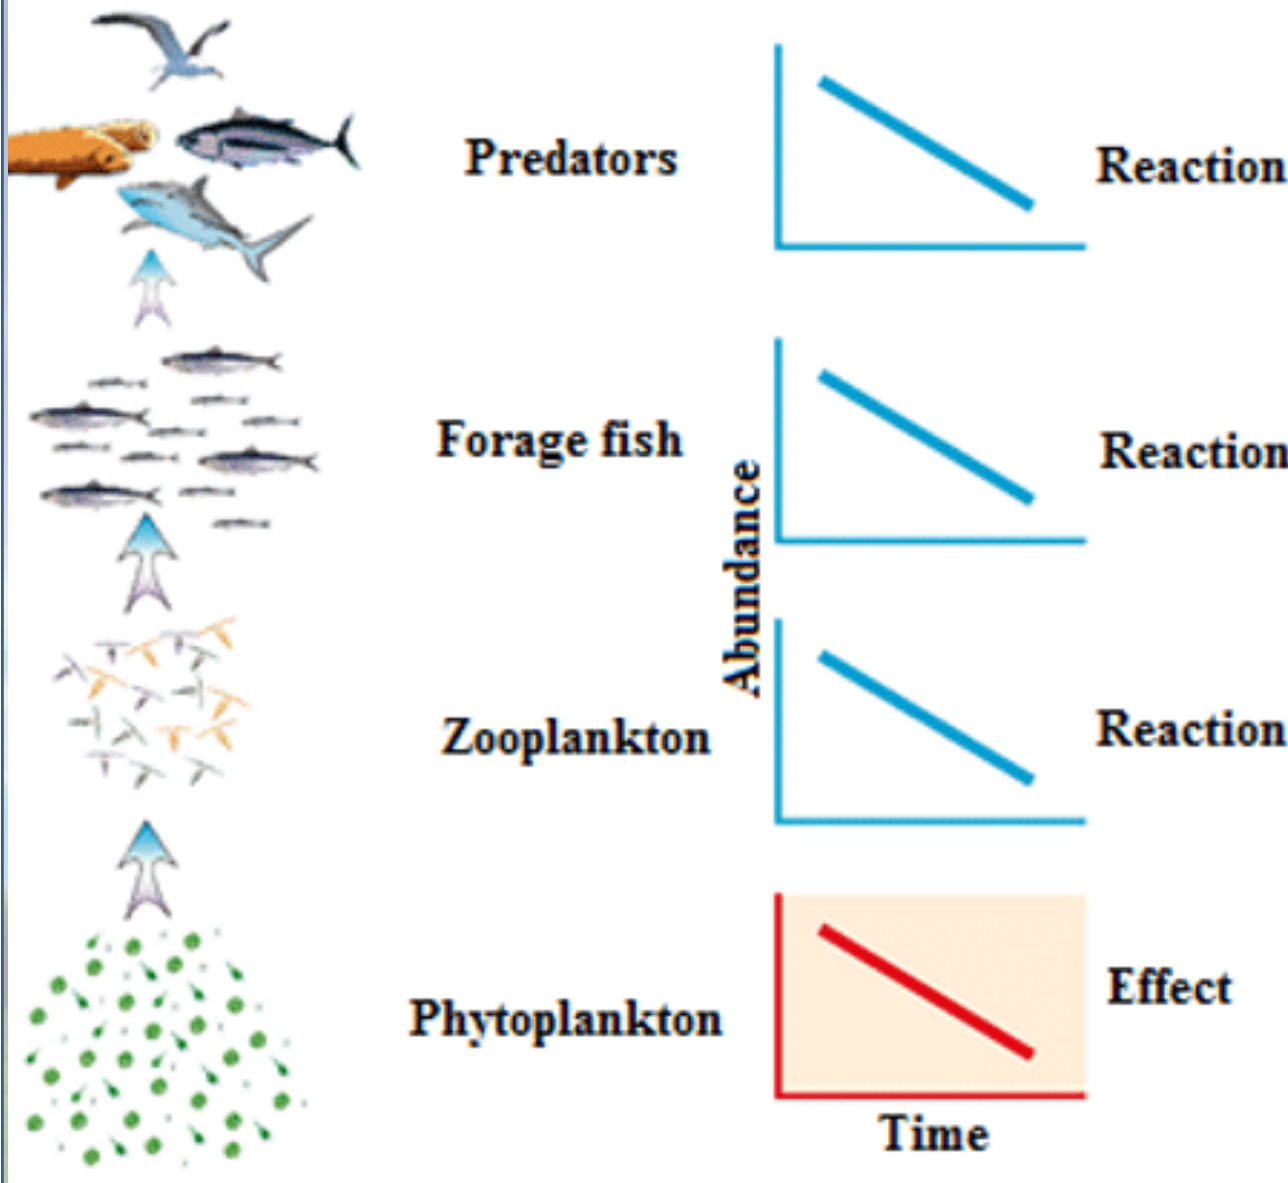 Predators
Reaction
Forage fish
Reaction
Abundance
Zooplankton
Reaction
Phytoplankton
Effect
Time